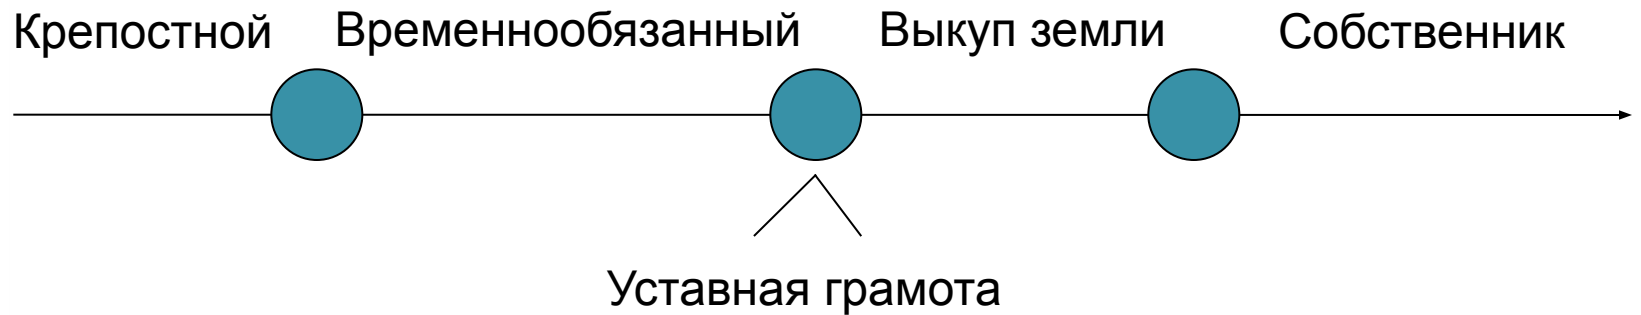 Крепостной Временнообязанный Выкуп земли Собственник
Уставная грамота